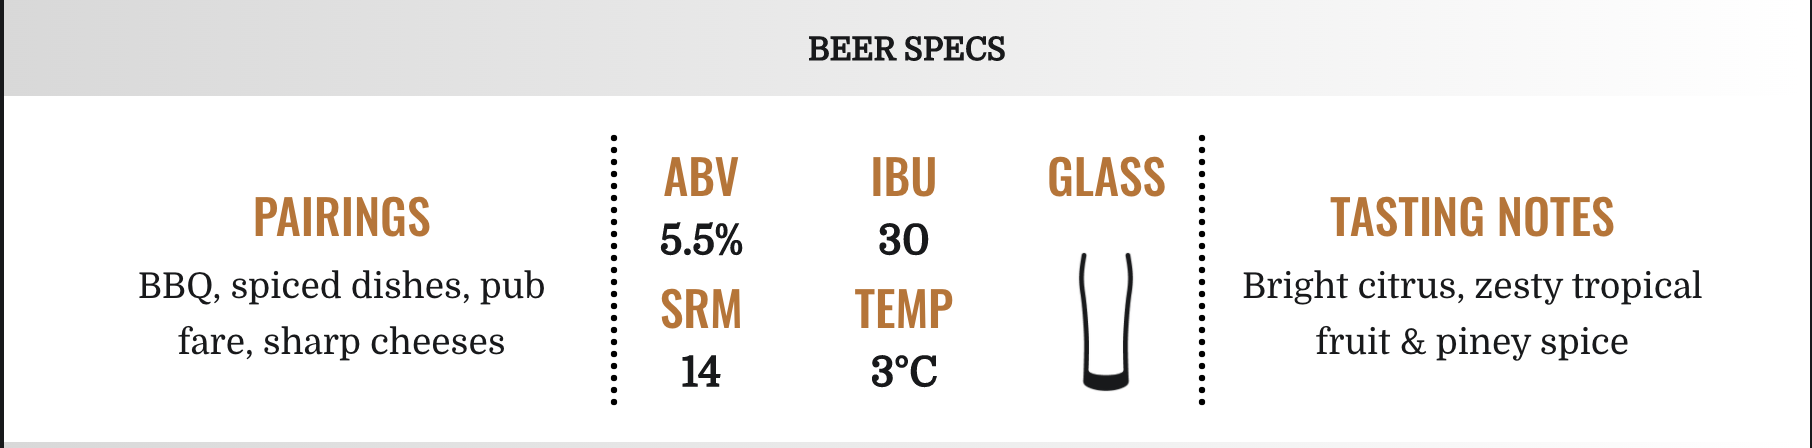 BEER SPECS
PAIRINGS
BBQ, spiced dishes, pub
fare, sharp cheeses
ABV
5.5%
IBU
30
SRM
14
TEMP
3°C
GLASS
TASTING NOTES
Bright citrus, zesty tropical
fruit & piney spice